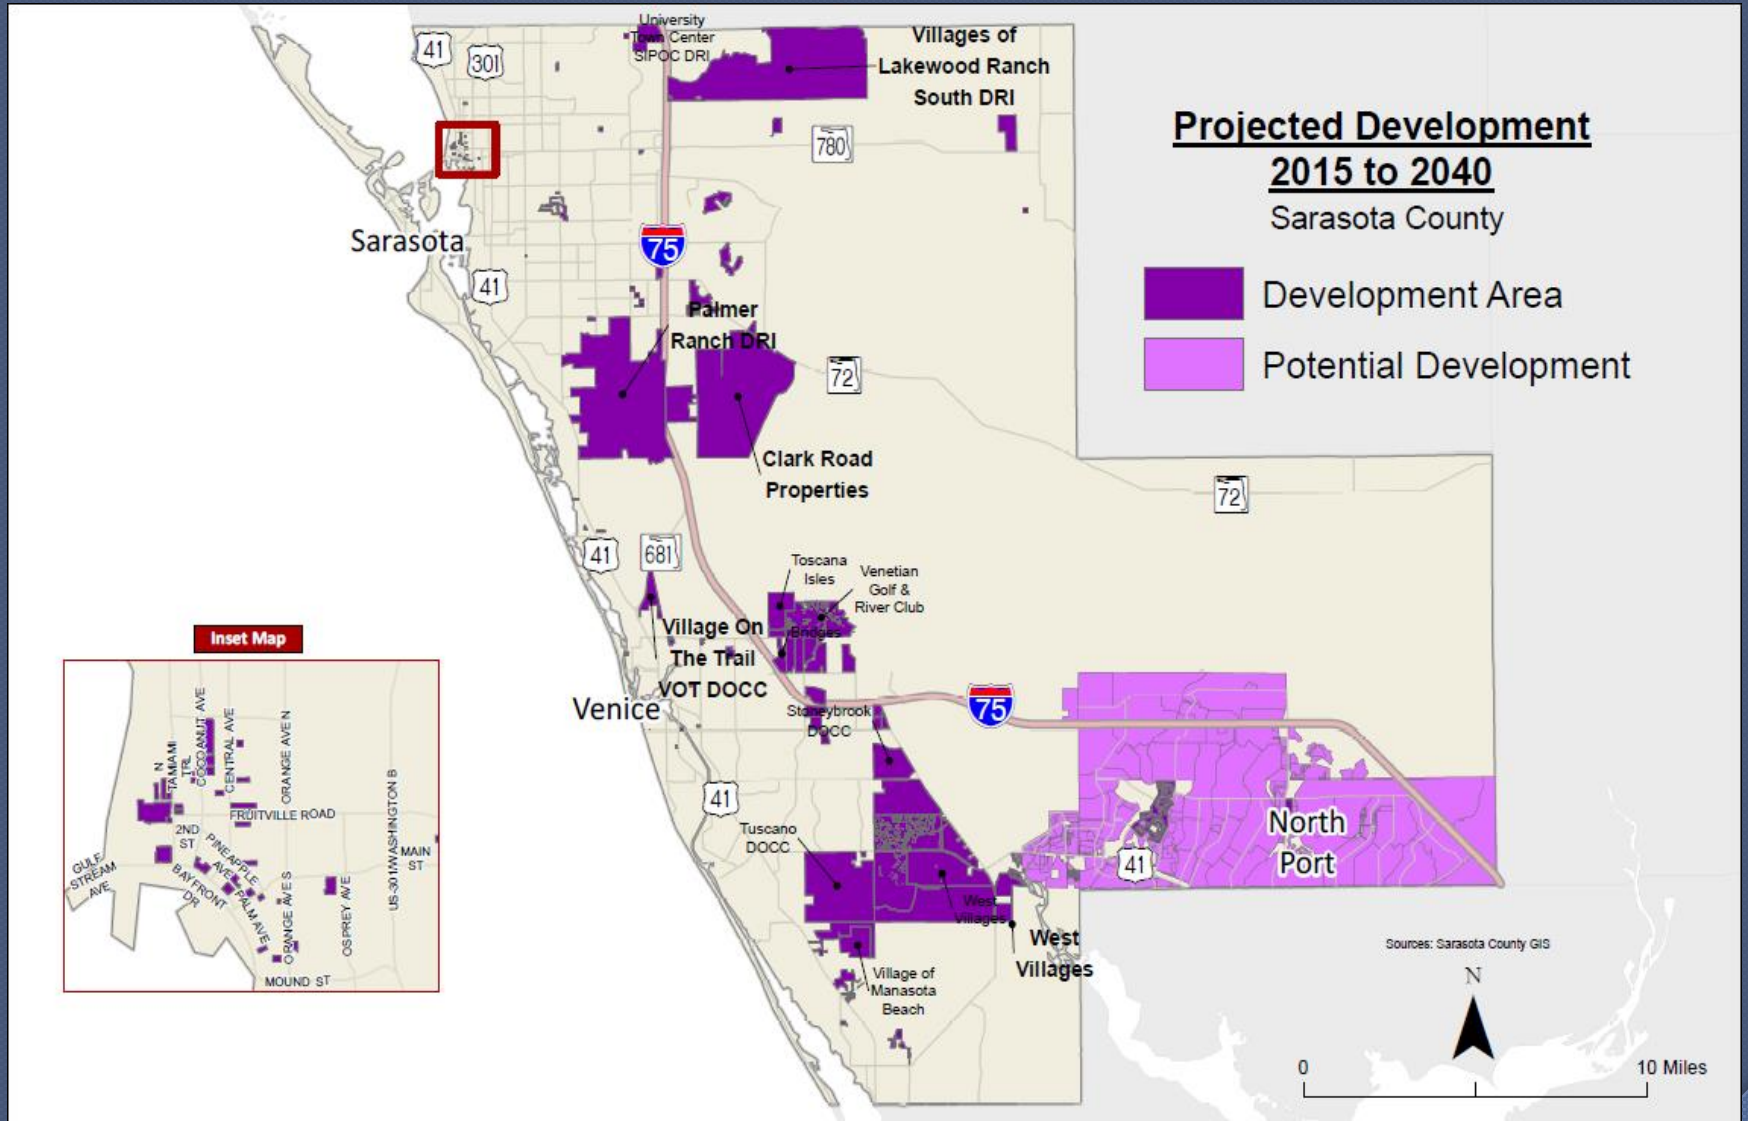 Projected Development
2015 to 2040
Sarasota County
Development Area
Potential Development
41
301
University
Town Center
SIPOC DRI
Villages of
Lakewood Ranch
South DRI
780
Sarasota
75
41
Palmer
Ranch DRI
72
Clark Road
Properties
72
41
681
Toscana
Isles
Venetian
Golf &
River Club
Bridges
Village On
The Trail
VOT DOCC
Venice
Stoneybrook
DOCC
75
41
Tuscano
DOCC
West
Villages
West
Villages
Village of
Manasota
Beach
41
North
Port
Sources: Sarasota County GIS
N
0
10 Miles
Inset Map
N
TAMIAMI
TRL
COCOANUT AVE
CENTRAL AVE
ORANGE AVE N
FRUITVILLE ROAD
2ND
ST
PINEAPPLE
AVE
PALM AVE
GULF
STREAM
AVE
BAY FRONT
DR
ORANGE AVE S
OSPREY AVE
US-301/WASHINGTON B
MAIN
ST
MOUND ST